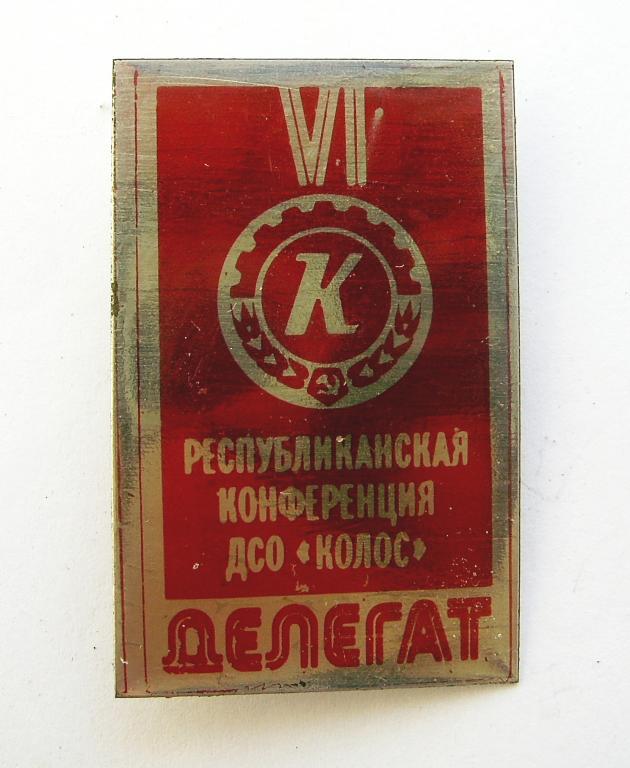 VI
К
РЕСПУБЛИКАНСКАЯ
КОНФЕРЕНЦИЯ
ДСО «КОЛОС»
ДЕЛЕГАТ